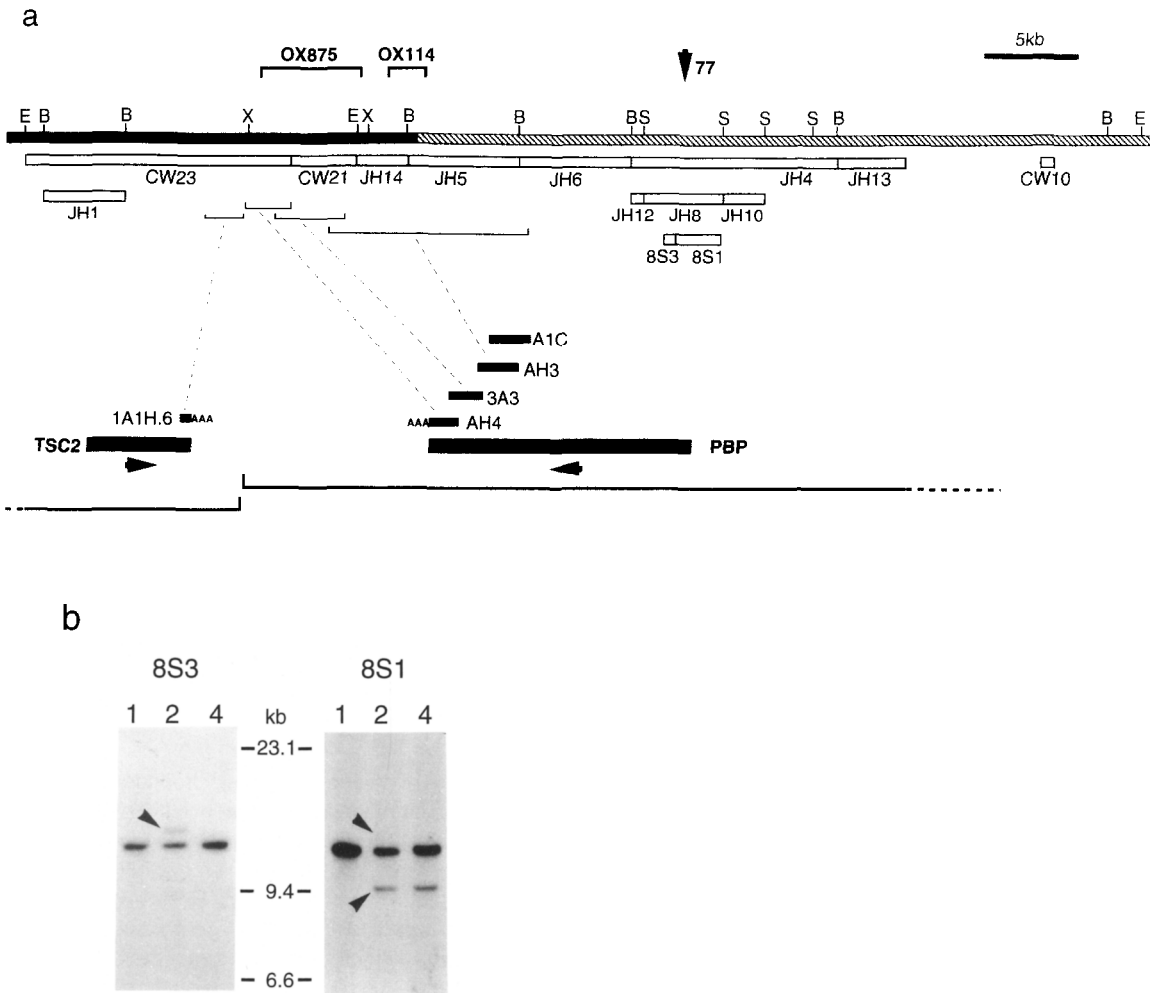 a
OX875 OX114 77 5kb
E B B X E X B B B S S S S B B E
CW23 CW21 JH14 JH5 JH6 JH4 JH13 CW10
JH1 JH12 JH8 JH10
8S3 8S1
A1C
AH3
3A3
1A1H.6 AAA AAA AH4
TSC2 PBP
b
8S3 8S1
1 2 4 kb 1 2 4
–23.1–
– 9.4 –
– 6.6 –